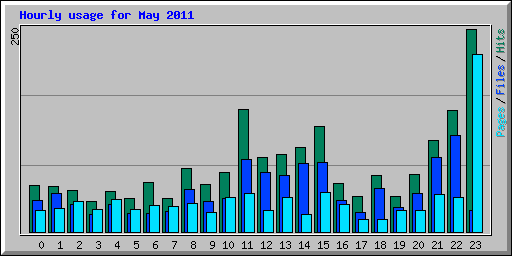 Hourly usage for May 2011
250
Pages/Files/Hits
0 1 2 3 4 5 6 7 8 9 10 11 12 13 14 15 16 17 18 19 20 21 22 23